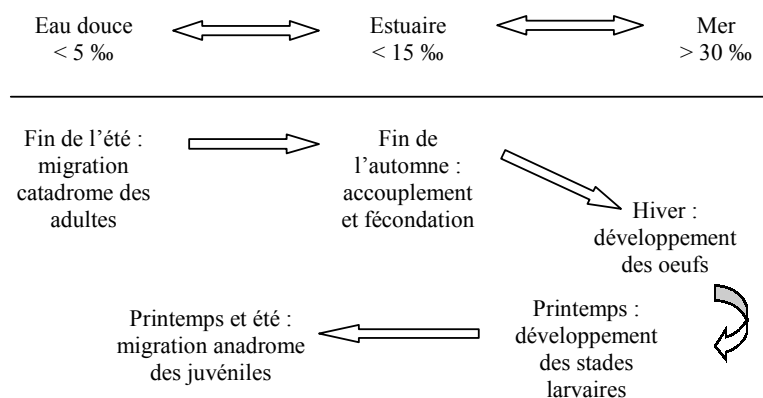 Eau douce
< 5 ‰
Estuaire
< 15 ‰
Mer
> 30 ‰
Fin de l’été :
migration
catadrome des
adultes
Fin de
l’automne :
accouplement
et fécondation
Hiver :
développement
des oeufs
Printemps :
développement
des stades
larvaires
Printemps et été :
migration anadrome
des juvéniles